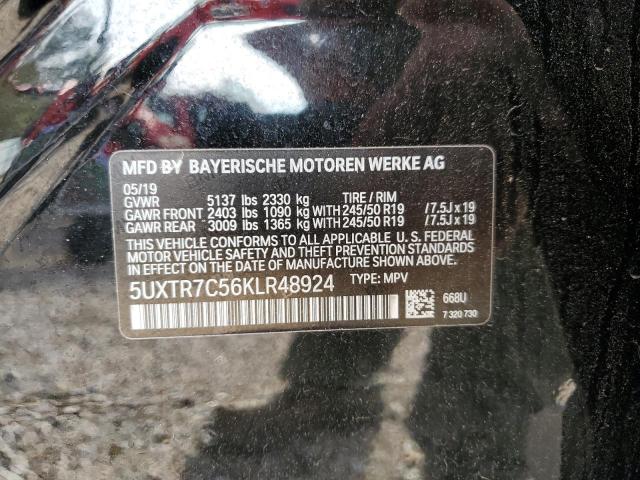 MFD BY BAYERISCHE MOTOREN WERKE AG
05/19
GVWR 5137 lbs 2330 kg TIRE / RIM
GAWR FRONT 2403 lbs 1090 kg WITH 245/50 R19 /7.5J x 19
GAWR REAR 3009 lbs 1365 kg WITH 245/50 R19 /7.5J x 19
THIS VEHICLE CONFORMS TO ALL APPLICABLE U. S. FEDERAL
MOTOR VEHICLE SAFETY, BUMPER, AND THEFT PREVENTION
STANDARDS IN EFFECT ON THE DATE OF MANUFACTURE SHOWN ABOVE.
5UXTR7C56KLR48924 TYPE: MPV
668U
7 320 730